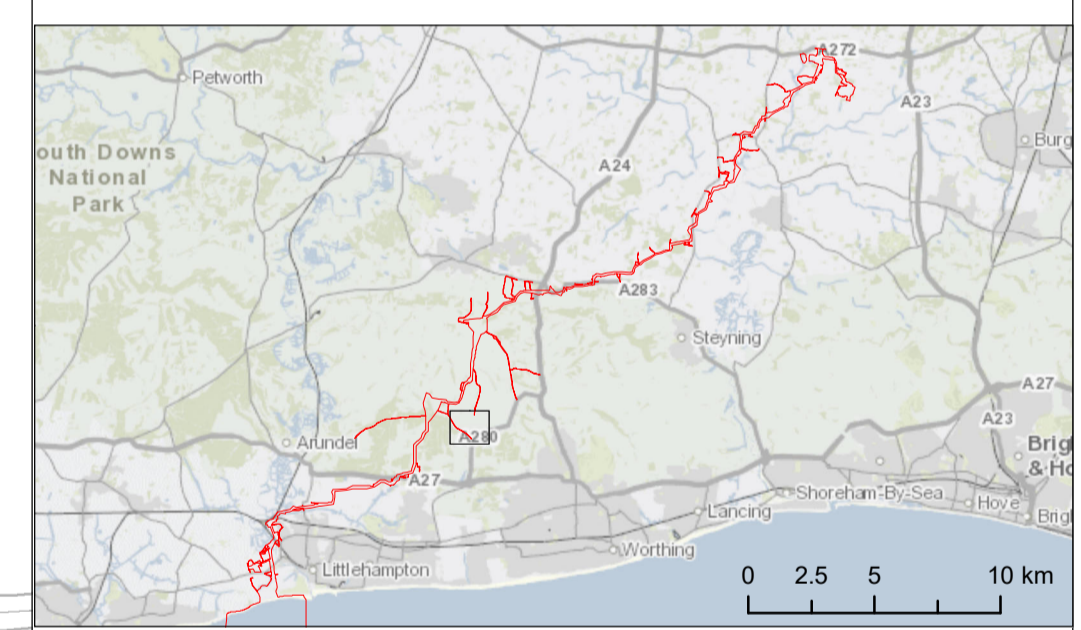 A272
Petworth
A23
Burg
outh Downs
National
Park
A24
A283
Steyning
A27
A23
Arundel
A280
Brig
& Ho
A27
Shoreham-By-Sea
Hove
Lancing
Brig
Worthing
Littlehampton
0 2.5 5 10 km